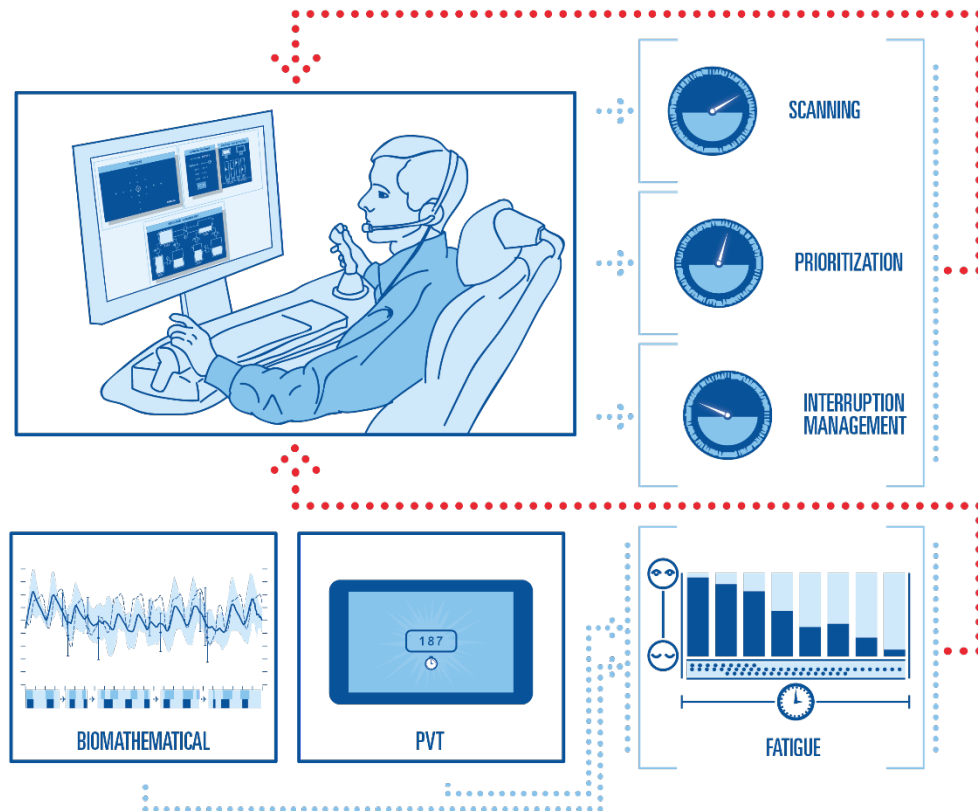 SCANNING
PRIORITIZATION
INTERRUPTION
MANAGEMENT
187
BIOMATHEMATICAL
PVT
FATIGUE